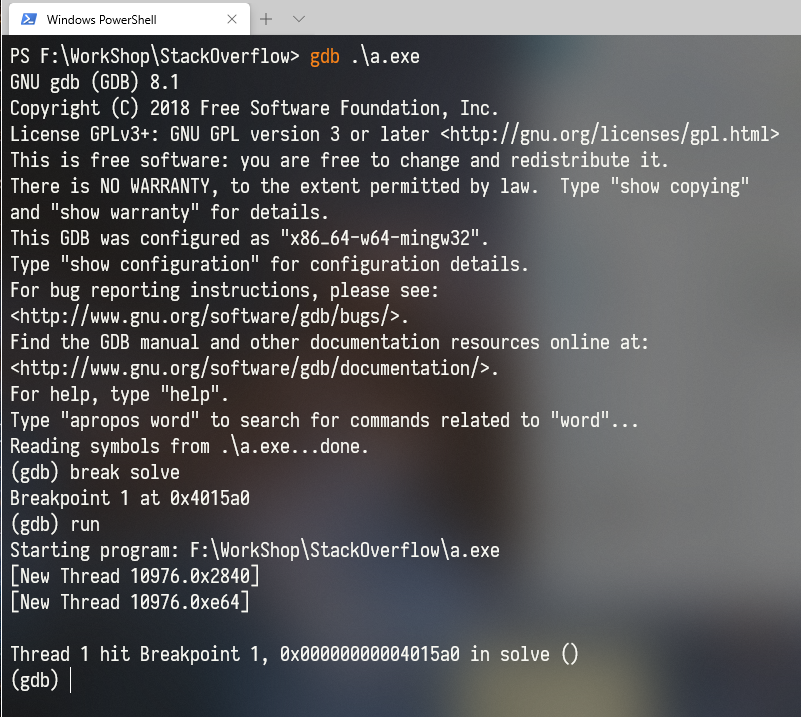 Windows PowerShell
PS F:\WorkShop\StackOverflow> gdb .\a.exe
GNU gdb (GDB) 8.1
Copyright (C) 2018 Free Software Foundation, Inc.
License GPLv3+: GNU GPL version 3 or later <http://gnu.org/licenses/gpl.html>
This is free software: you are free to change and redistribute it.
There is NO WARRANTY, to the extent permitted by law.  Type "show copying"
and "show warranty" for details.
This GDB was configured as "x86_64-w64-mingw32".
Type "show configuration" for configuration details.
For bug reporting instructions, please see:
<http://www.gnu.org/software/gdb/bugs/>.
Find the GDB manual and other documentation resources online at:
<http://www.gnu.org/software/gdb/documentation/>.
For help, type "help".
Type "apropos word" to search for commands related to "word"...
Reading symbols from .\a.exe...done.
(gdb) break solve
Breakpoint 1 at 0x4015a0
(gdb) run
Starting program: F:\WorkShop\StackOverflow\a.exe
[New Thread 10976.0x2840]
[New Thread 10976.0xe64]
Thread 1 hit Breakpoint 1, 0x00000000004015a0 in solve ()
(gdb)